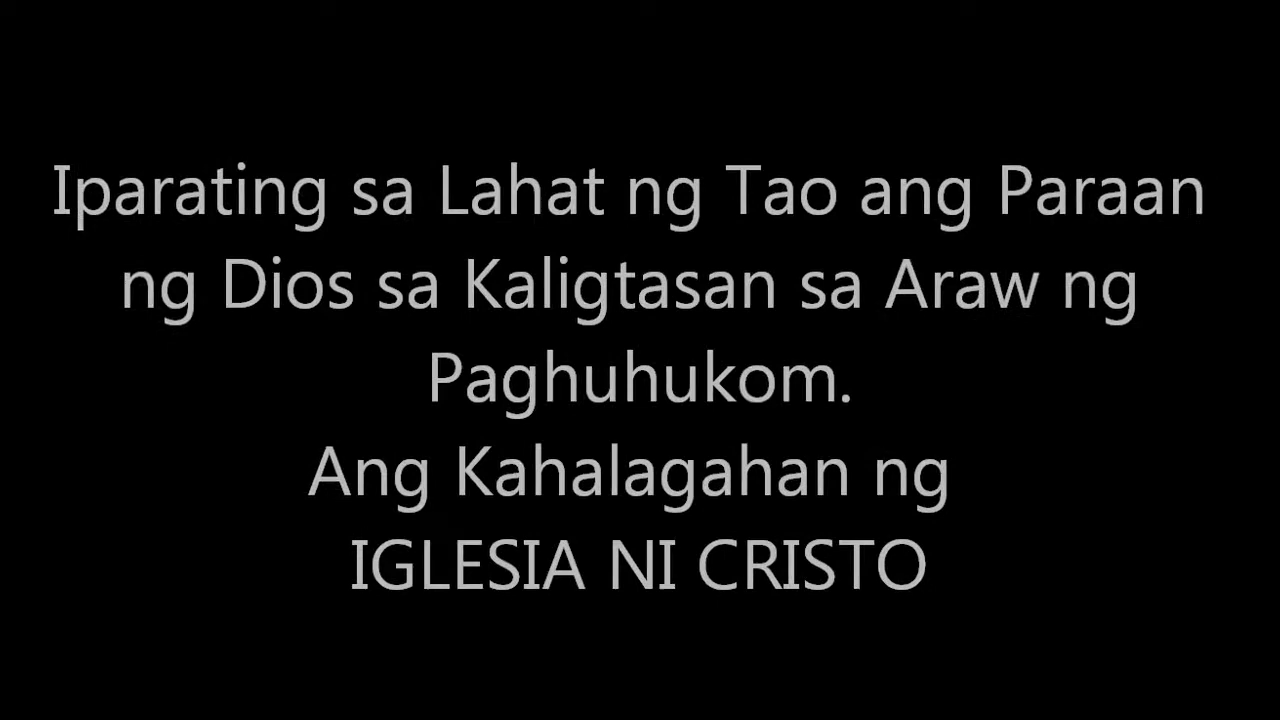 Iparating sa Lahat ng Tao ang Paraan
ng Dios sa Kaligtasan sa Araw ng
Paghuhukom.
Ang Kahalagahan ng
IGLESIA NI CRISTO